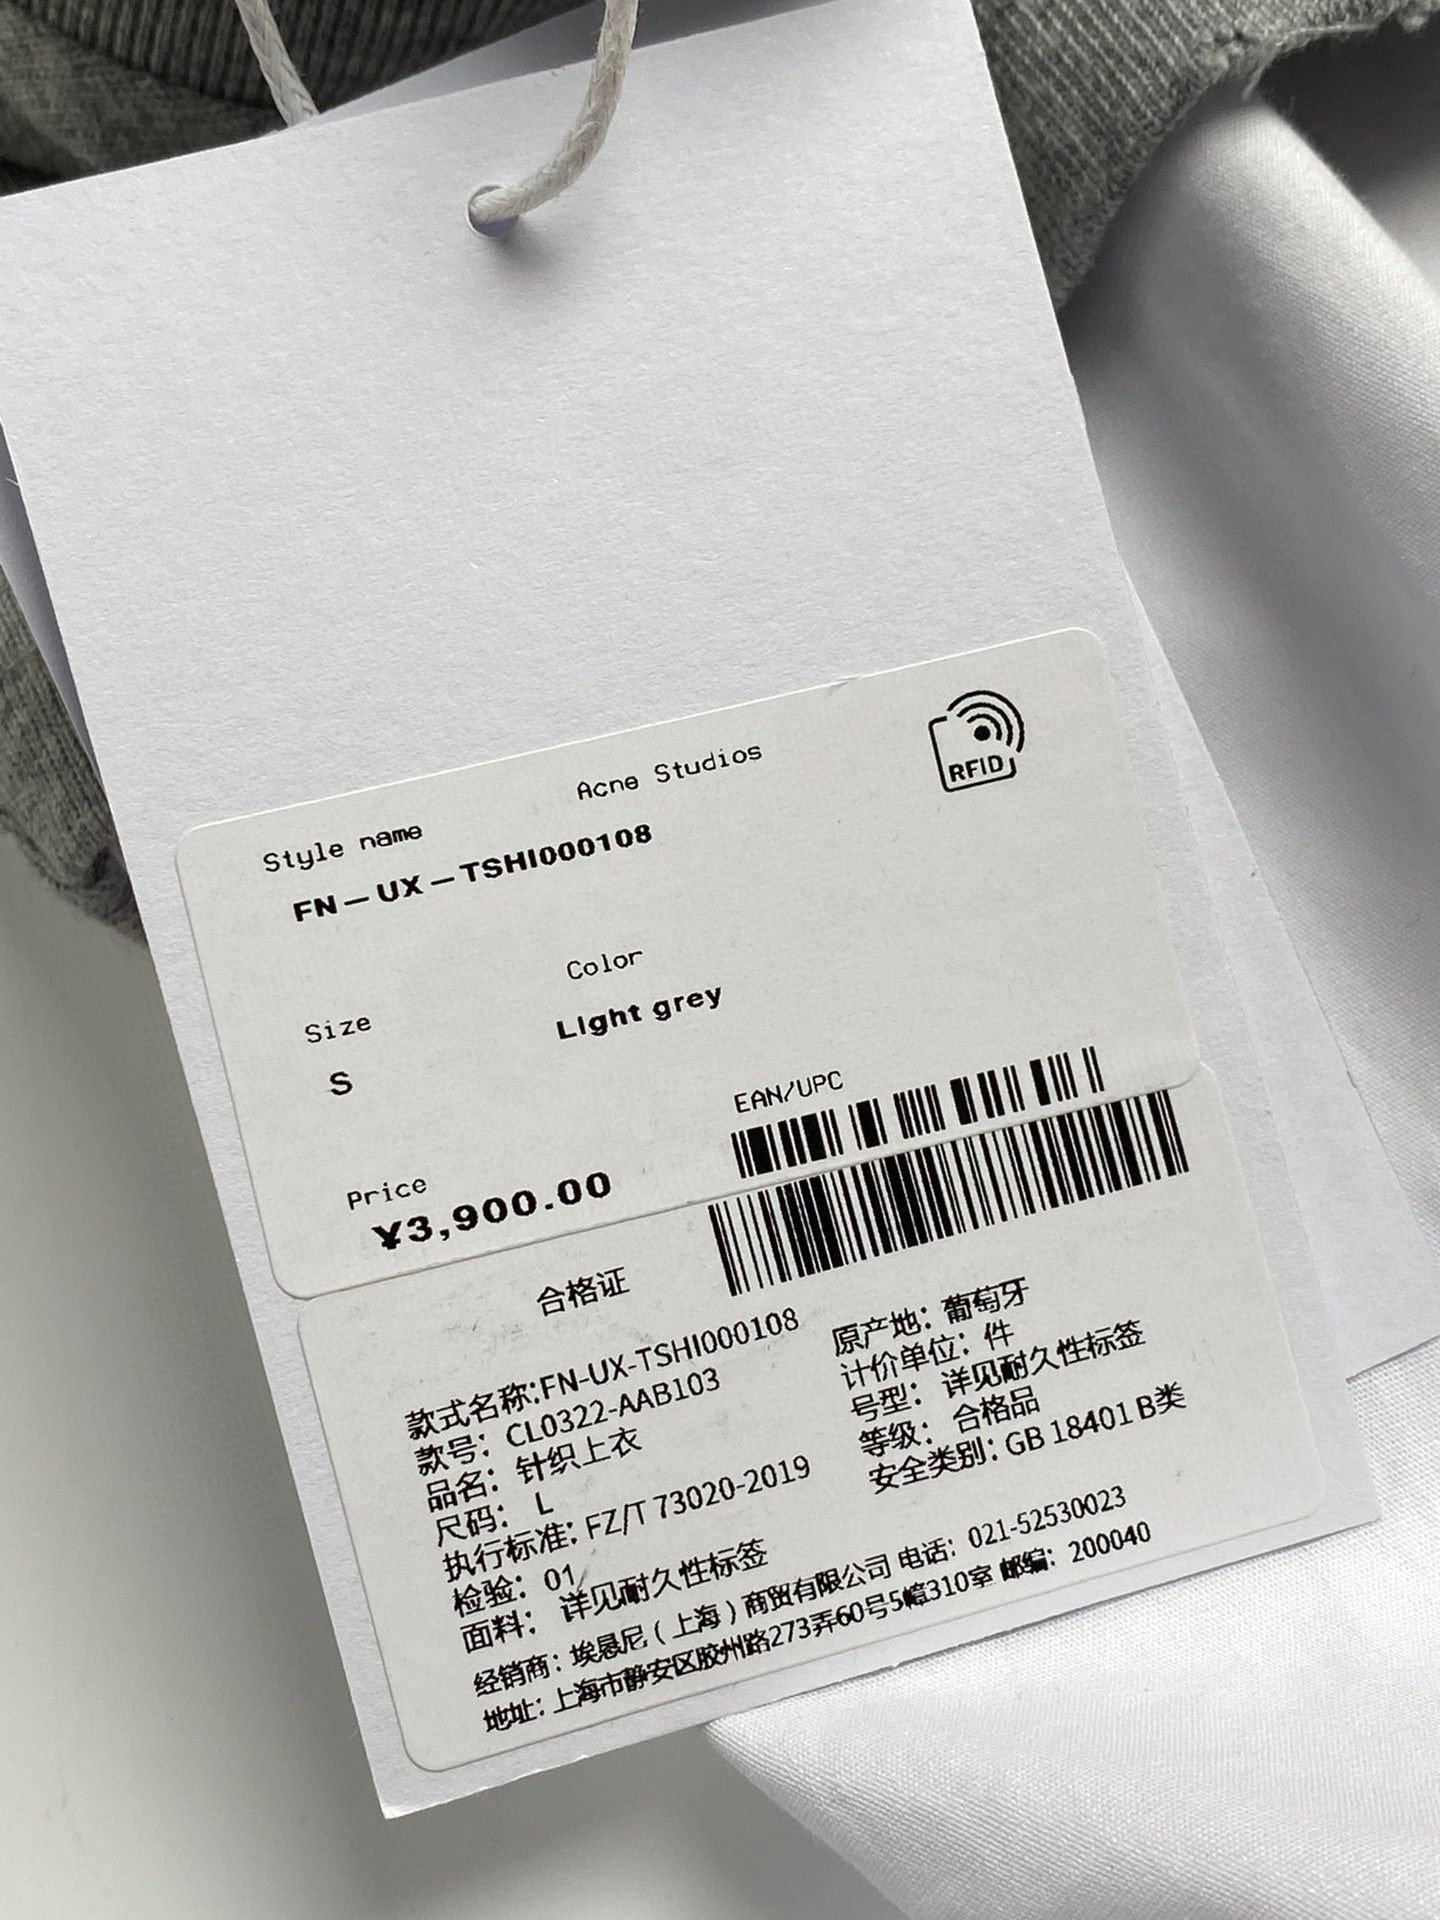 Acne Studios
RFID
Style name
FN-UX-TSHI000108
Color
Light grey
Size
S
EAN/UPC
Price
¥3,900.00
合格证
款式名称:FN-UX-TSHI000108
款号: CL0322-AAB103
品名: 针织上衣
尺码: L
执行标准: FZ/T 73020-2019
检验: 01
面料: 详见耐久性标签
原产地: 葡萄牙
计价单位: 件
号型: 详见耐久性标签
等级: 合格品
安全类别: GB 18401 B类
经销商: 埃恳尼(上海)商贸有限公司 电话: 021-52530023
地址: 上海市静安区胶州路273弄60号5幢310室 邮编: 200040